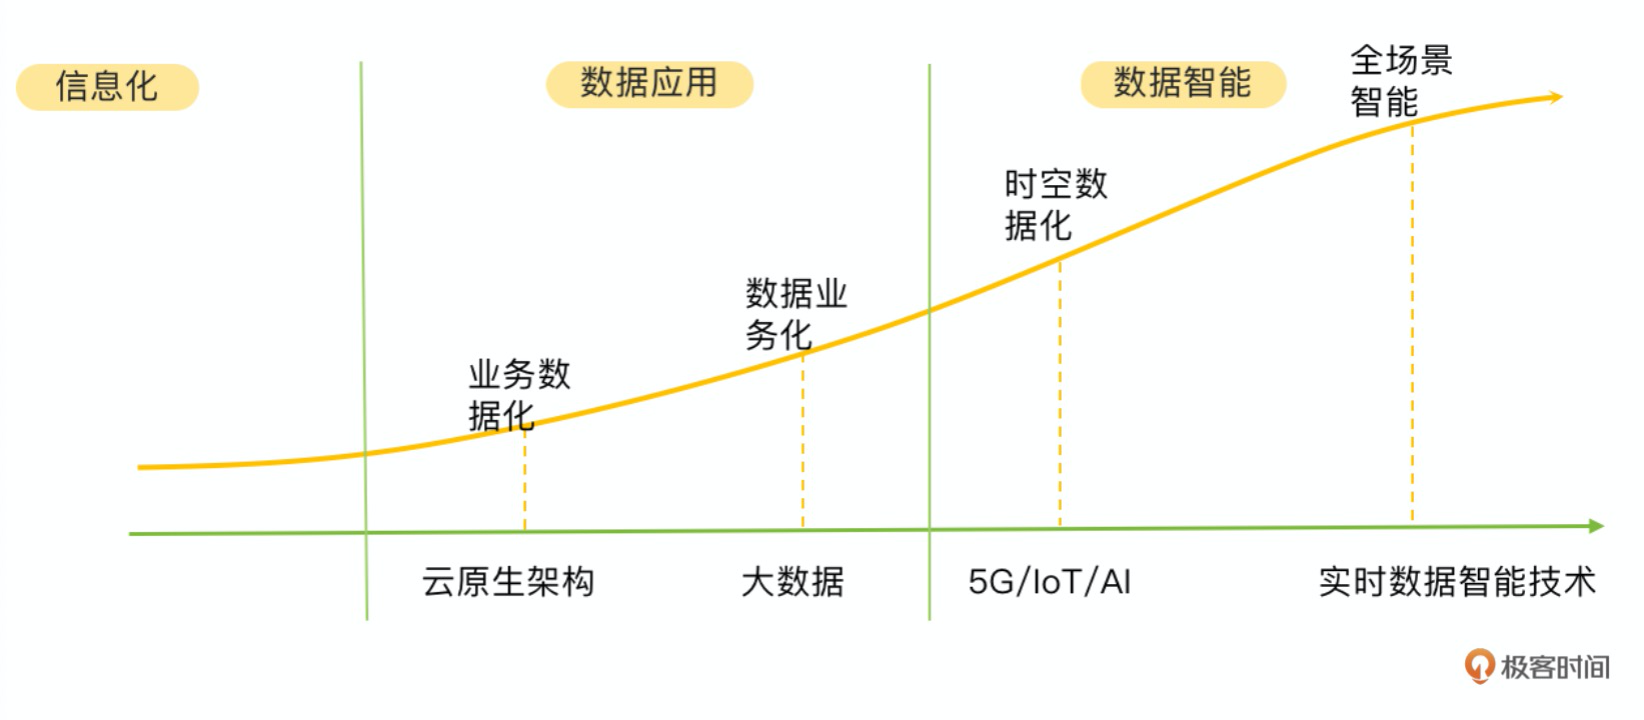 信息化
数据应用
数据智能
全场景
智能
时空数
据化
数据业
务化
业务数
据化
云原生架构
大数据
5G/IoT/AI
实时数据智能技术
极客时间